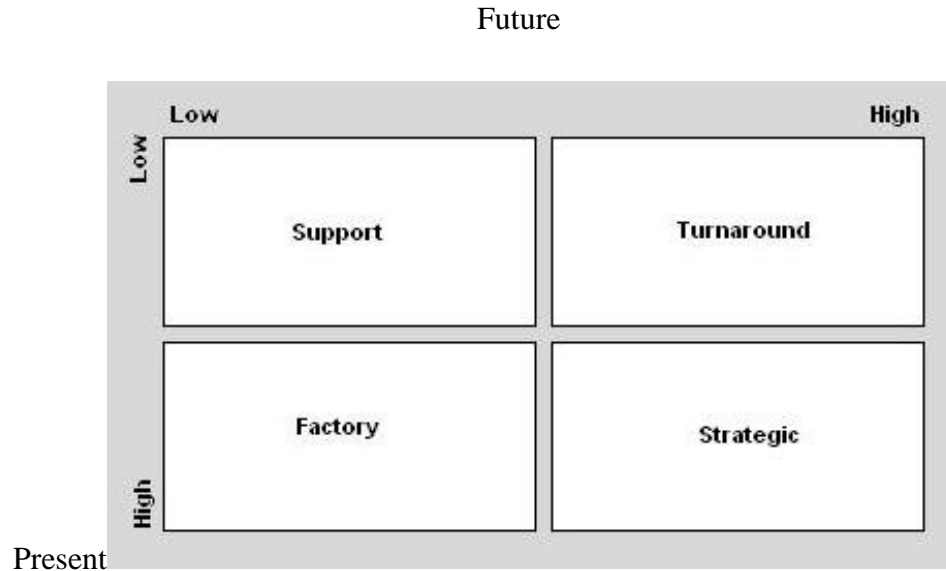 Future
Low High
Low
Support Turnaround
Factory Strategic
High
Present